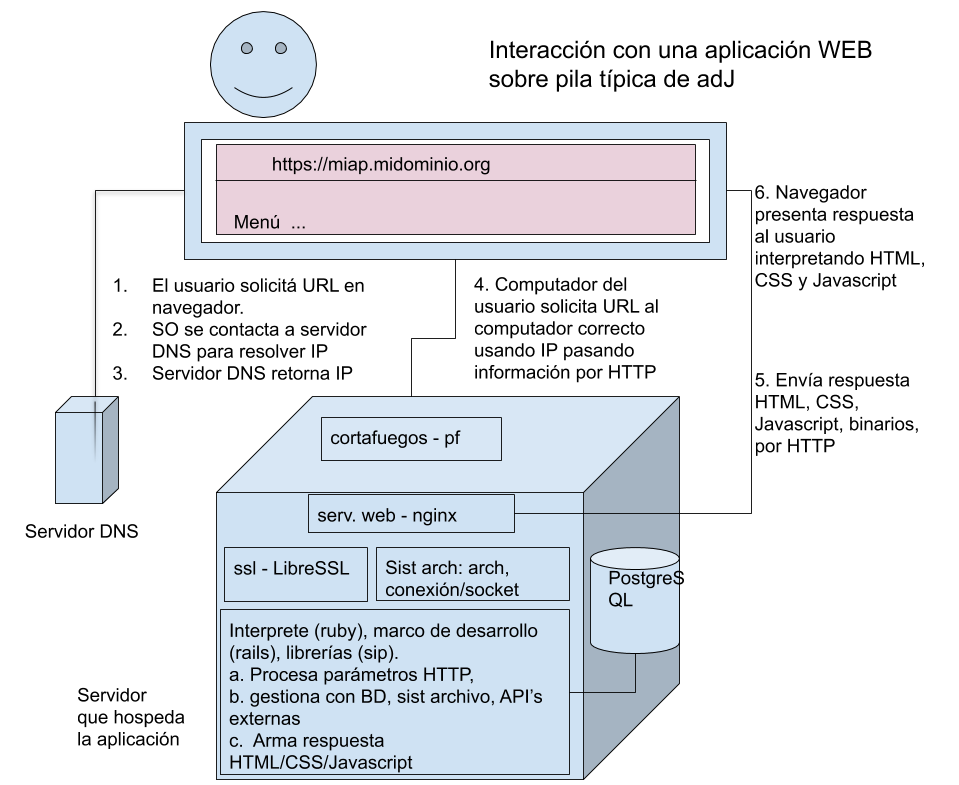 Interacción con una aplicación WEB
sobre pila típica de adJ
https://miap.midominio.org
Menú ...
1. El usuario solicitá URL en
navegador.
2. SO se contacta a servidor
DNS para resolver IP
3. Servidor DNS retorna IP
4. Computador del
usuario solicita URL al
computador correcto
usando IP pasando
información por HTTP
6. Navegador
presenta respuesta
al usuario
interpretando HTML,
CSS y Javascript
5. Envía respuesta
HTML, CSS,
Javascript, binarios,
por HTTP
Servidor DNS
cortafuegos - pf
serv. web - nginx
ssl - LibreSSL
Sist arch: arch,
conexión/socket
PostgreS
QL
Interprete (ruby), marco de desarrollo
(rails), librerías (sip).
a. Procesa parámetros HTTP,
b. gestiona con BD, sist archivo, API's
externas
c. Arma respuesta
HTML/CSS/Javascript
Servidor
que hospeda
la aplicación